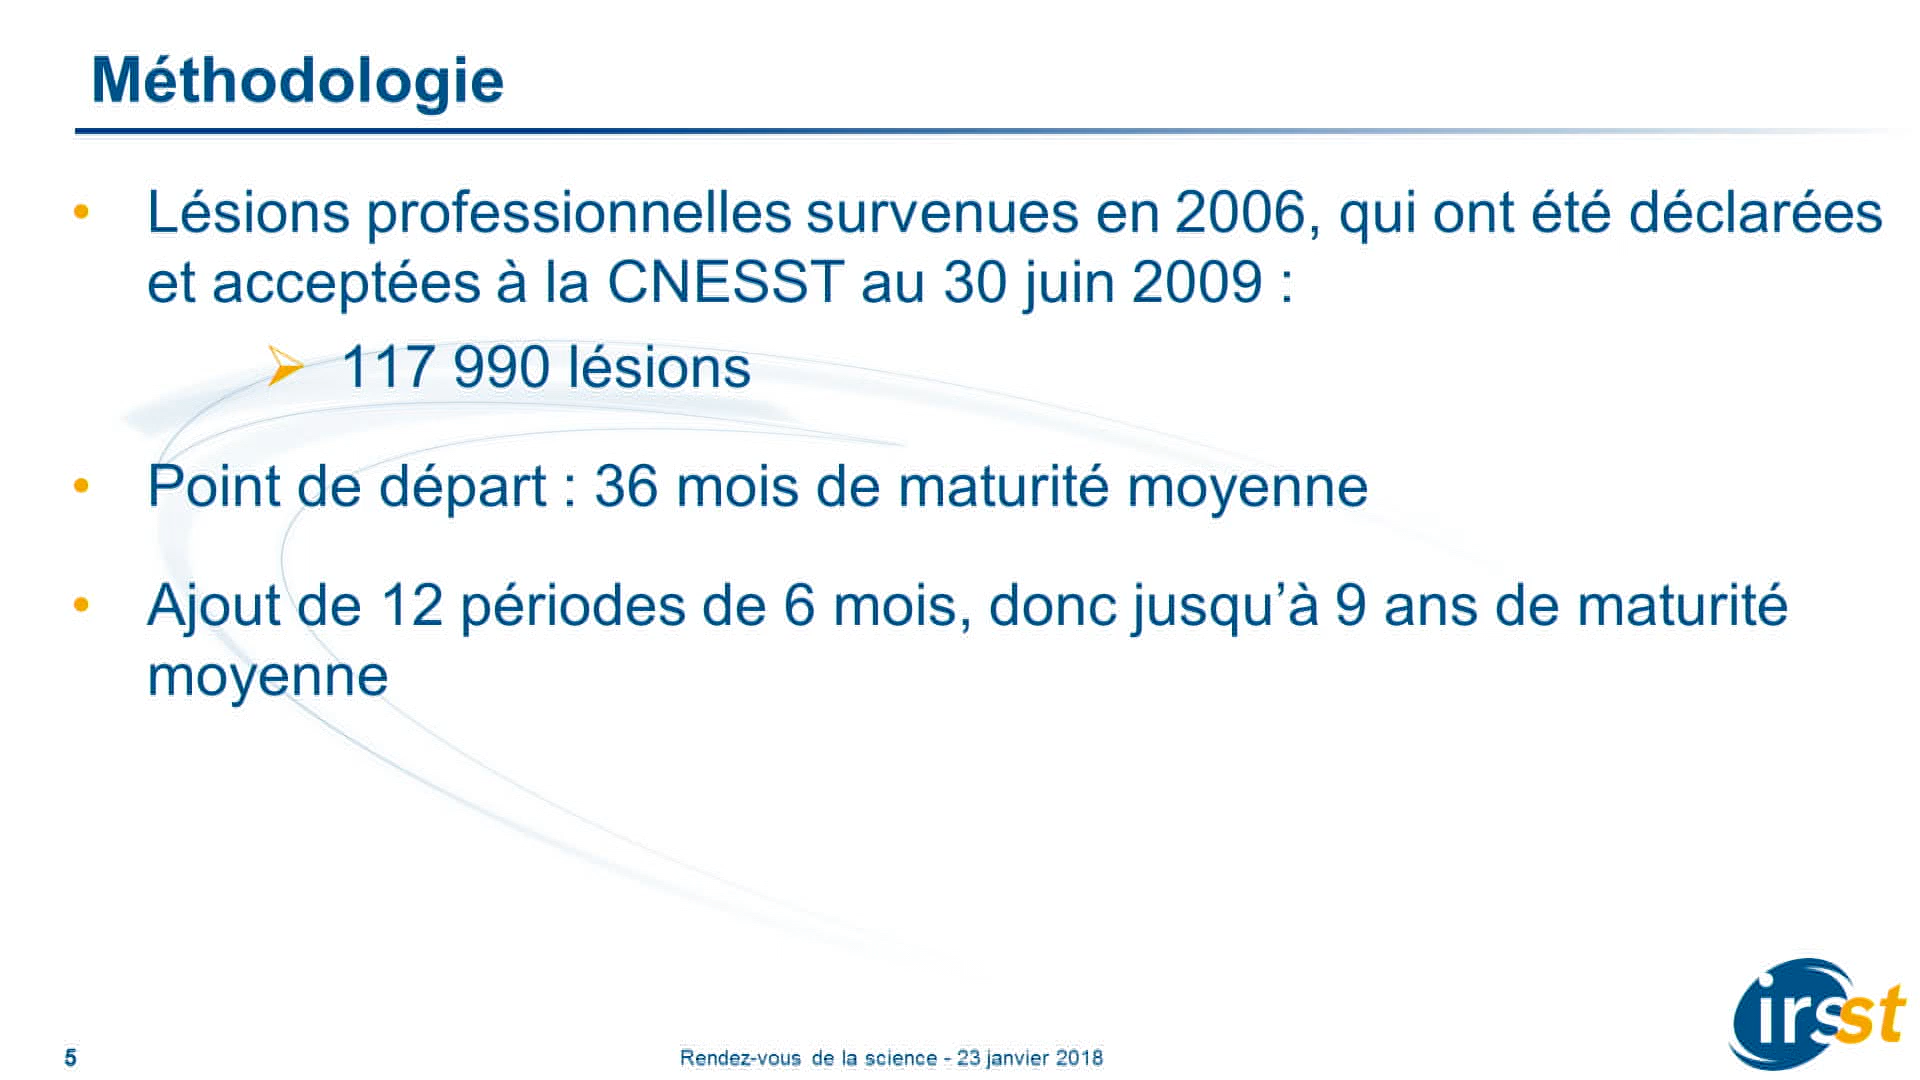 Méthodologie
• Lésions professionnelles survenues en 2006, qui ont été déclarées
et acceptées à la CNESST au 30 juin 2009 :
➢ 117 990 lésions
• Point de départ : 36 mois de maturité moyenne
• Ajout de 12 périodes de 6 mois, donc jusqu’à 9 ans de maturité
moyenne
irsst
5
Rendez-vous de la science - 23 janvier 2018